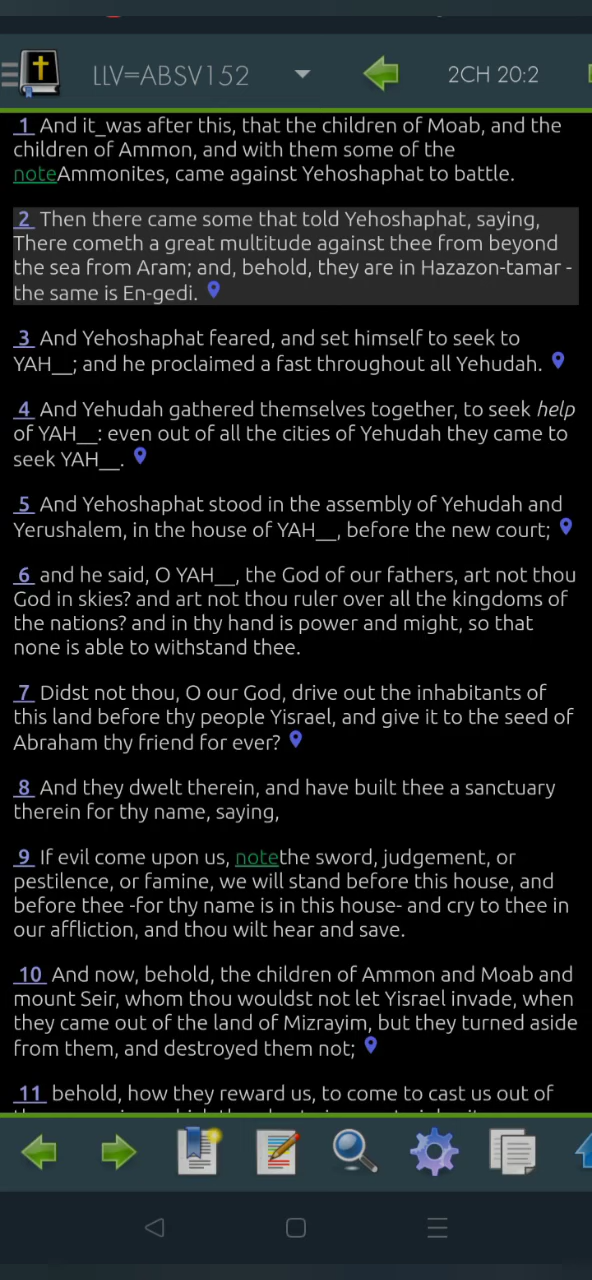 LLV=ABSV152
2CH 20:2
1 And it_was after this, that the children of Moab, and the
children of Ammon, and with them some of the
noteAmmonites, came against Yehoshaphat to battle.
2 Then there came some that told Yehoshaphat, saying,
There cometh a great multitude against thee from beyond
the sea from Aram; and, behold, they are in Hazazon-tamar -
the same is En-gedi.
3 And Yehoshaphat feared, and set himself to seek to
YAH__; and he proclaimed a fast throughout all Yehudah.
4 And Yehudah gathered themselves together, to seek help
of YAH__: even out of all the cities of Yehudah they came to
seek YAH__.
5 And Yehoshaphat stood in the assembly of Yehudah and
Yerushalem, in the house of YAH__, before the new court;
6 and he said, O YAH__, the God of our fathers, art not thou
God in skies? and art not thou ruler over all the kingdoms of
the nations? and in thy hand is power and might, so that
none is able to withstand thee.
7 Didst not thou, O our God, drive out the inhabitants of
this land before thy people Yisrael, and give it to the seed of
Abraham thy friend for ever?
8 And they dwelt therein, and have built thee a sanctuary
therein for thy name, saying,
9 If evil come upon us, notethe sword, judgement, or
pestilence, or famine, we will stand before this house, and
before thee -for thy name is in this house- and cry to thee in
our affliction, and thou wilt hear and save.
10 And now, behold, the children of Ammon and Moab and
mount Seir, whom thou wouldst not let Yisrael invade, when
they came out of the land of Mizrayim, but they turned aside
from them, and destroyed them not;
11 behold, how they reward us, to come to cast us out of